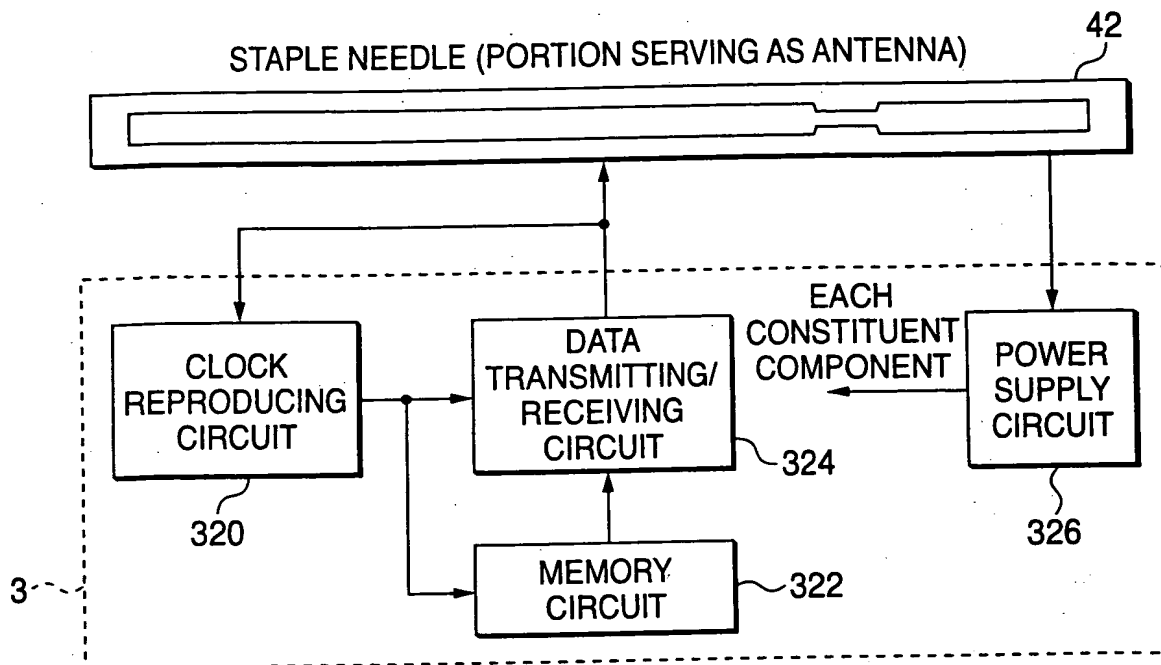 42
STAPLE NEEDLE (PORTION SERVING AS ANTENNA)
EACH
CONSTITUENT
COMPONENT
CLOCK
REPRODUCING
CIRCUIT
320
DATA
TRANSMITTING/
RECEIVING
CIRCUIT
324
POWER
SUPPLY
CIRCUIT
326
MEMORY
CIRCUIT
322
3